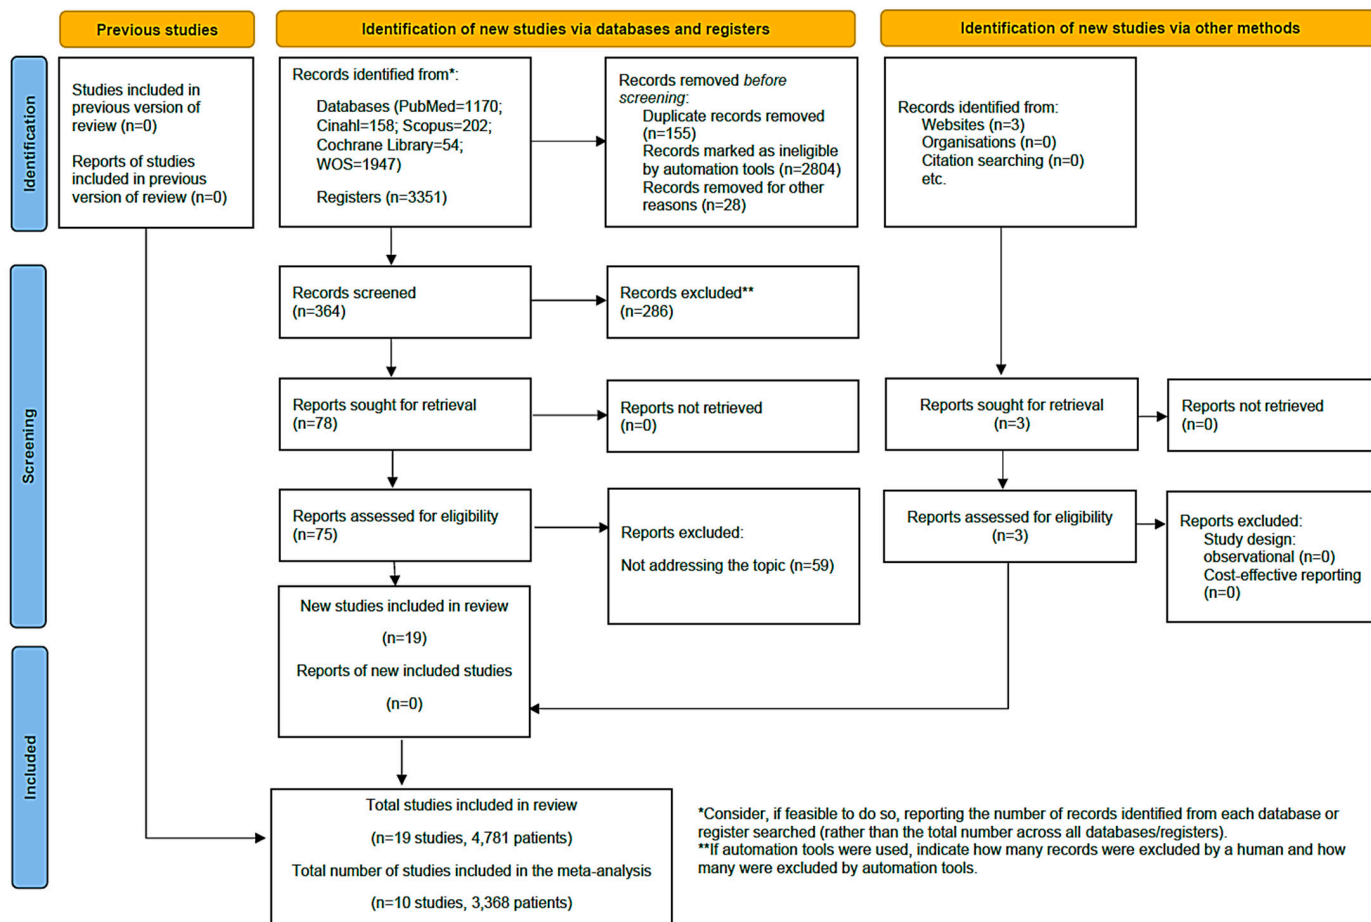 Previous studies
Identification of new studies via databases and registers
Identification of new studies via other methods
Identification
Studies included in
previous version of
review (n=0)
Reports of studies
included in previous
version of review (n=0)
Records identified from*:
Databases (PubMed=1170;
Cinahl=158; Scopus=202;
Cochrane Library=54;
WOS=1947)
Registers (n=3351)
Records removed before
screening:
Duplicate records removed
(n=155)
Records marked as ineligible
by automation tools (n=2804)
Records removed for other
reasons (n=28)
Records identified from:
Websites (n=3)
Organisations (n=0)
Citation searching (n=0)
etc.
Screening
Records screened
(n=364)
Records excluded**
(n=286)
Reports sought for retrieval
(n=78)
Reports not retrieved
(n=0)
Reports sought for retrieval
(n=3)
Reports not retrieved
(n=0)
Reports assessed for eligibility
(n=75)
Reports excluded:
Not addressing the topic (n=59)
Reports assessed for eligibility
(n=3)
Reports excluded:
Study design:
observational (n=0)
Cost-effective reporting
(n=0)
New studies included in review
(n=19)
Reports of new included studies
(n=0)
Included
Total studies included in review
(n=19 studies, 4,781 patients)
Total number of studies included in the meta-analysis
(n=10 studies, 3,368 patients)
*Consider, if feasible to do so, reporting the number of records identified from each database or
register searched (rather than the total number across all databases/registers).
**If automation tools were used, indicate how many records were excluded by a human and how
many were excluded by automation tools.